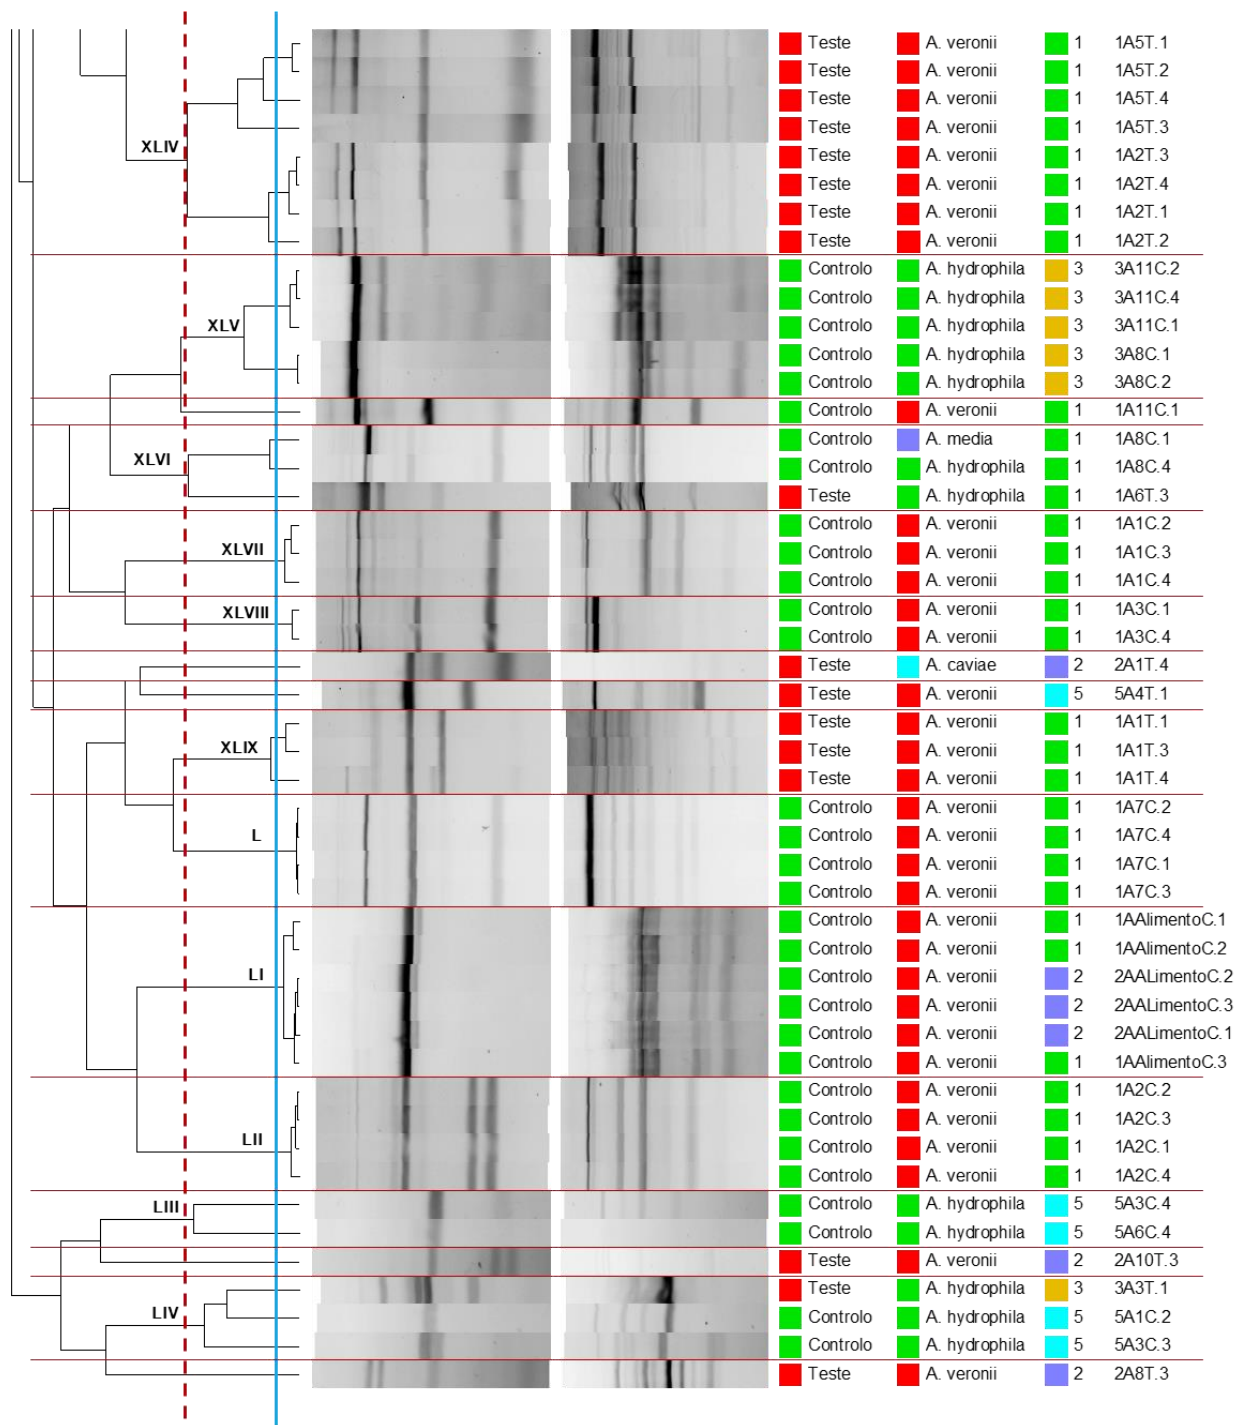 Teste A. veronii 1 1A5T.1
Teste A. veronii 1 1A5T.2
Teste A. veronii 1 1A5T.4
Teste A. veronii 1 1A5T.3
XLIV
Teste A. veronii 1 1A2T.3
Teste A. veronii 1 1A2T.4
Teste A. veronii 1 1A2T.1
Teste A. veronii 1 1A2T.2
Controlo A. hydrophila 3 3A11C.2
Controlo A. hydrophila 3 3A11C.4
XLV
Controlo A. hydrophila 3 3A11C.1
Controlo A. hydrophila 3 3A8C.1
Controlo A. hydrophila 3 3A8C.2
Controlo A. veronii 1 1A11C.1
Controlo A. media 1 1A8C.1
XLVI
Controlo A. hydrophila 1 1A8C.4
Teste A. hydrophila 1 1A6T.3
Controlo A. veronii 1 1A1C.2
XLVII
Controlo A. veronii 1 1A1C.3
Controlo A. veronii 1 1A1C.4
XLVIII
Controlo A. veronii 1 1A3C.1
Controlo A. veronii 1 1A3C.4
Teste A. caviae 2 2A1T.4
Teste A. veronii 5 5A4T.1
Teste A. veronii 1 1A1T.1
XLIX
Teste A. veronii 1 1A1T.3
Teste A. veronii 1 1A1T.4
Controlo A. veronii 1 1A7C.2
L
Controlo A. veronii 1 1A7C.4
Controlo A. veronii 1 1A7C.1
Controlo A. veronii 1 1A7C.3
Controlo A. veronii 1 1AAlimentoC.1
Controlo A. veronii 1 1AAlimentoC.2
LI
Controlo A. veronii 2 2AALimentoC.2
Controlo A. veronii 2 2AALimentoC.3
Controlo A. veronii 2 2AALimentoC.1
Controlo A. veronii 1 1AAlimentoC.3
Controlo A. veronii 1 1A2C.2
Controlo A. veronii 1 1A2C.3
LII
Controlo A. veronii 1 1A2C.1
Controlo A. veronii 1 1A2C.4
LIII
Controlo A. hydrophila 5 5A3C.4
Controlo A. hydrophila 5 5A6C.4
Teste A. veronii 2 2A10T.3
Teste A. hydrophila 3 3A3T.1
LIV
Controlo A. hydrophila 5 5A1C.2
Controlo A. hydrophila 5 5A3C.3
Teste A. veronii 2 2A8T.3